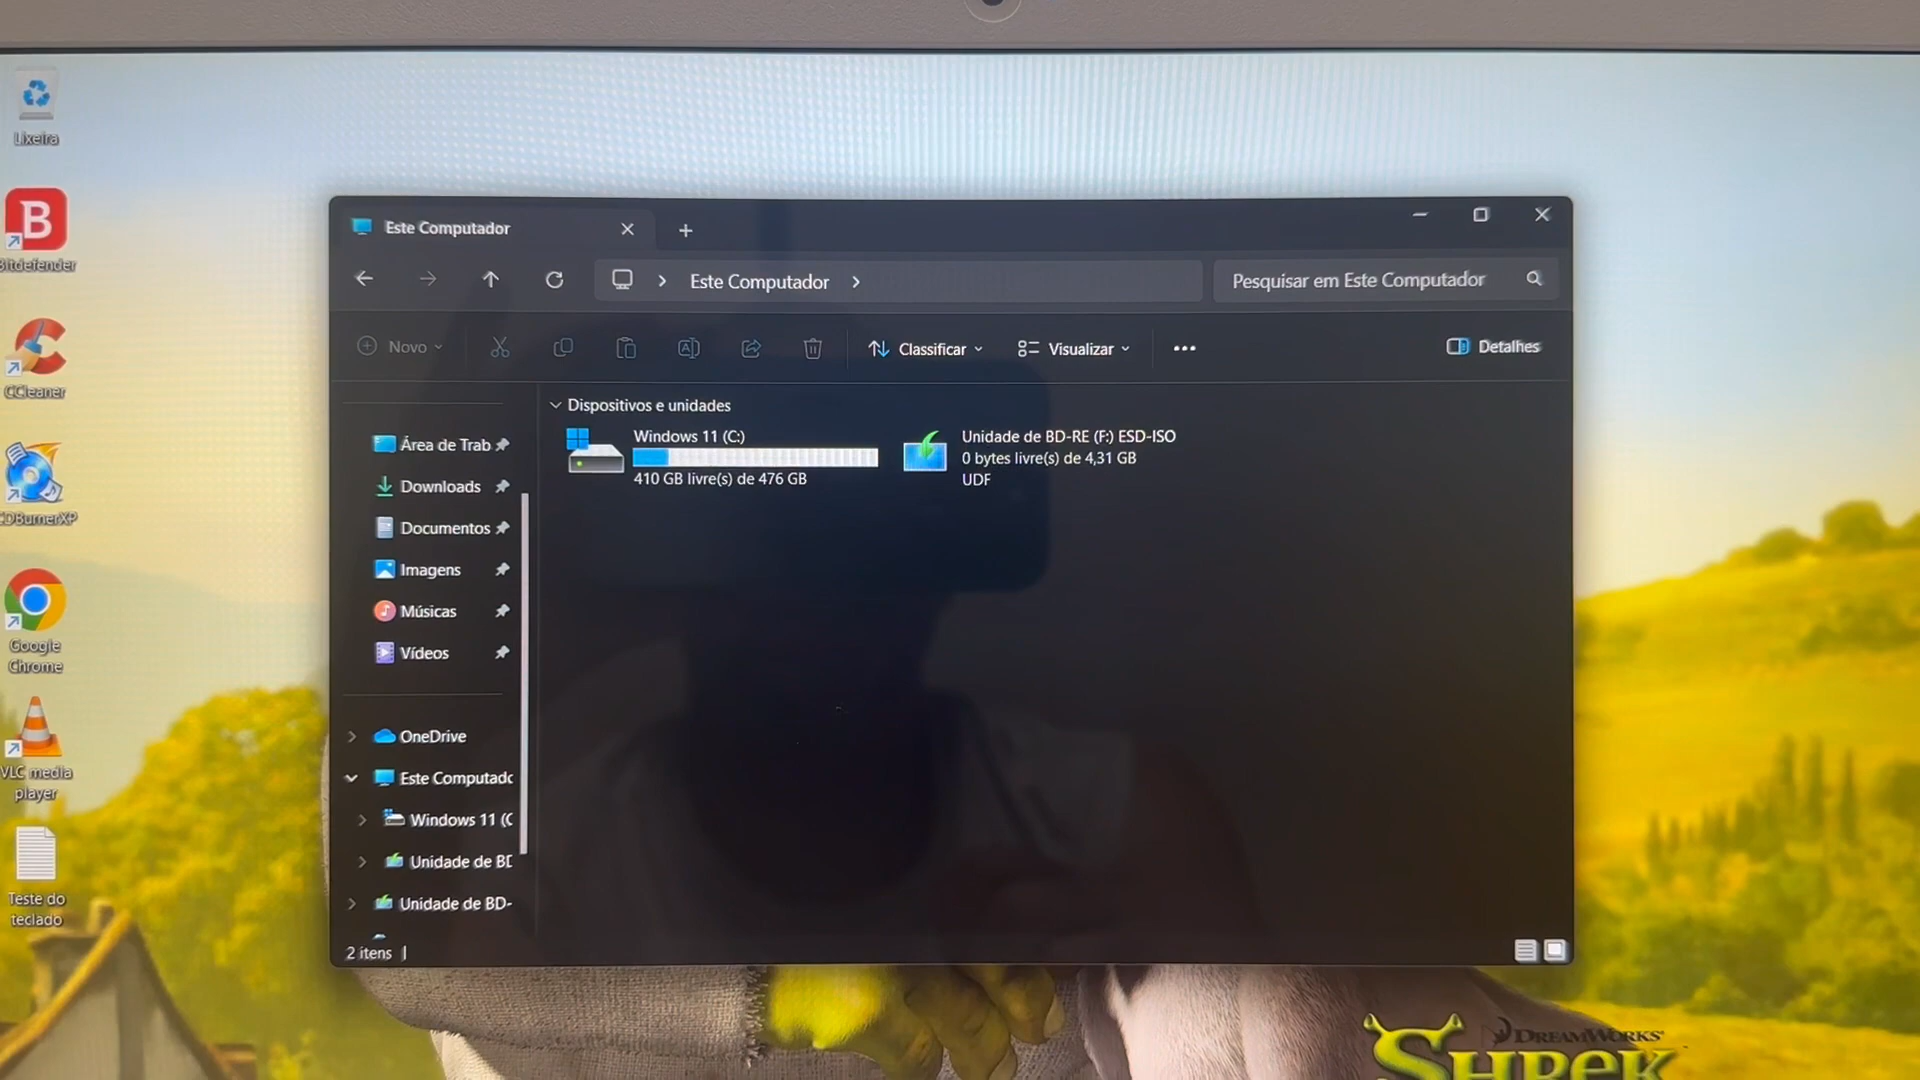 Lixeira
Bitdefender
CCleaner
CDBurnerXP
Google
Chrome
VLC media
player
Teste do
teclado
Este Computador
Este Computador
Pesquisar em Este Computador
Novo
Classificar
Visualizar
Detalhes
Área de Trab
Downloads
Documentos
Imagens
Músicas
Vídeos
OneDrive
Este Computadc
Windows 11 (C
Unidade de BD
Unidade de BD-
Dispositivos e unidades
Windows 11 (C:)
410 GB livre(s) de 476 GB
Unidade de BD-RE (F:) ESD-ISO
0 bytes livre(s) de 4,31 GB
UDF
2 itens
DREAMWORKS
SHREK